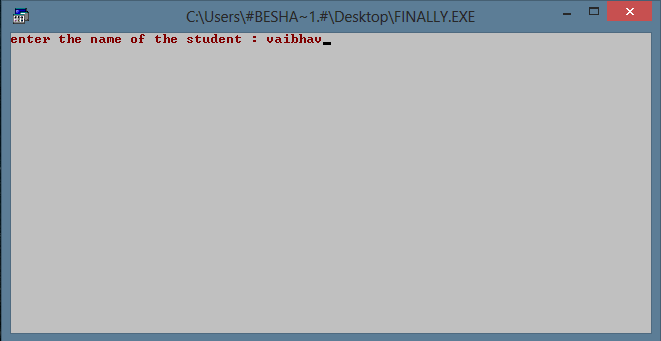 C:\Users\#BESHA~1.#\Desktop\FINALLY.EXE
enter the name of the student : vaibhav